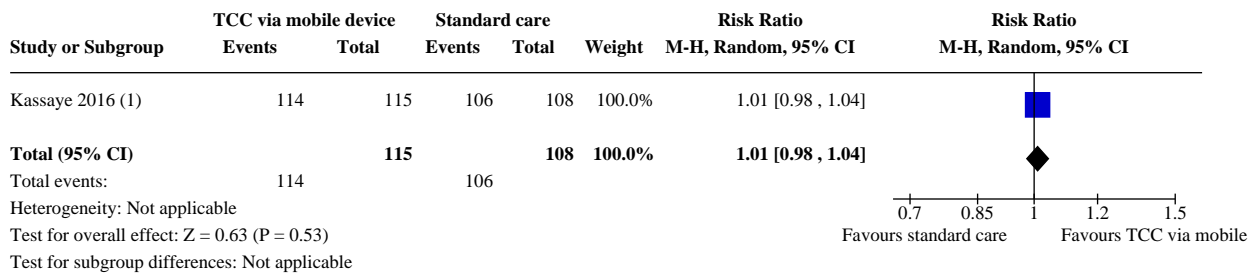 TCC via mobile device Standard care Risk Ratio Risk Ratio
Study or Subgroup Events Total Events Total Weight M-H, Random, 95% CI M-H, Random, 95% CI
Kassaye 2016 (1) 114 115 106 108 100.0% 1.01 [0.98 , 1.04]
Total (95% CI) 115 108 100.0% 1.01 [0.98 , 1.04]
Total events: 114 106
Heterogeneity: Not applicable
0.7 0.85 1 1.2 1.5
Test for overall effect: Z = 0.63 (P = 0.53) Favours standard care Favours TCC via mobile
Test for subgroup differences: Not applicable